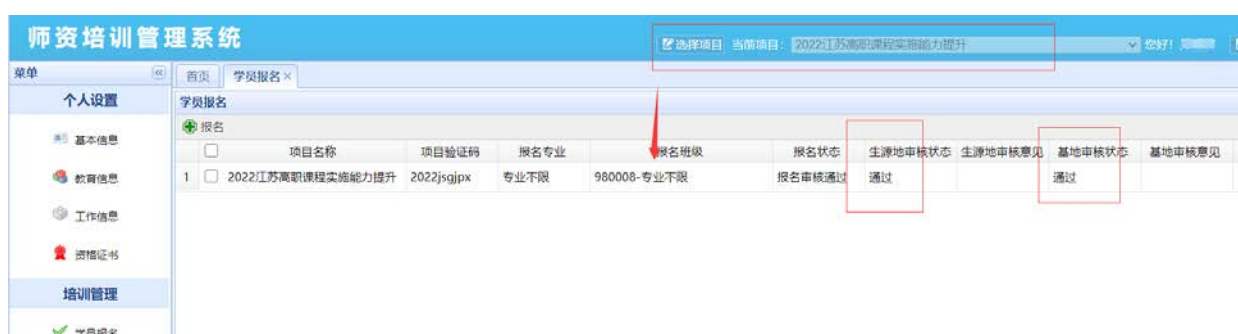 师资培训管理系统
选择项目 当前项目: 2022江苏高职课程实施能力提升 您好!
菜单 首页 学员报名
个人设置 学员报名
报名
基本信息
项目名称 项目验证码 报名专业 报名班级 报名状态 生源地审核状态 生源地审核意见 基地审核状态 基地审核意见
教育信息
1 2022江苏高职课程实施能力提升 2022jsgjpx 专业不限 980008-专业不限 报名审核通过 通过 通过
工作信息
资格证书
培训管理
学员报名